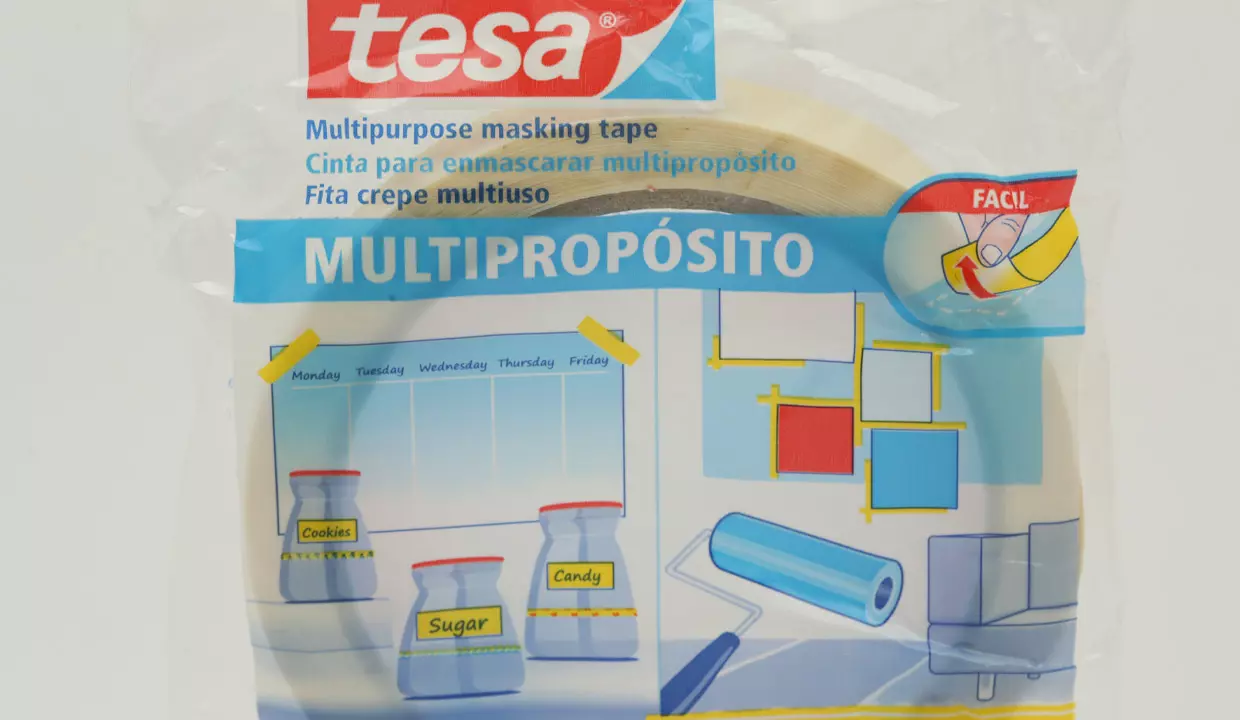 tesa®
Multipurpose masking tape
Cinta para enmascarar multipropósito
Fita crepe multiuso
MULTIPROPÓSITO
FACIL
Monday Tuesday Wednesday Thursday Friday
Cookies
Candy
Sugar